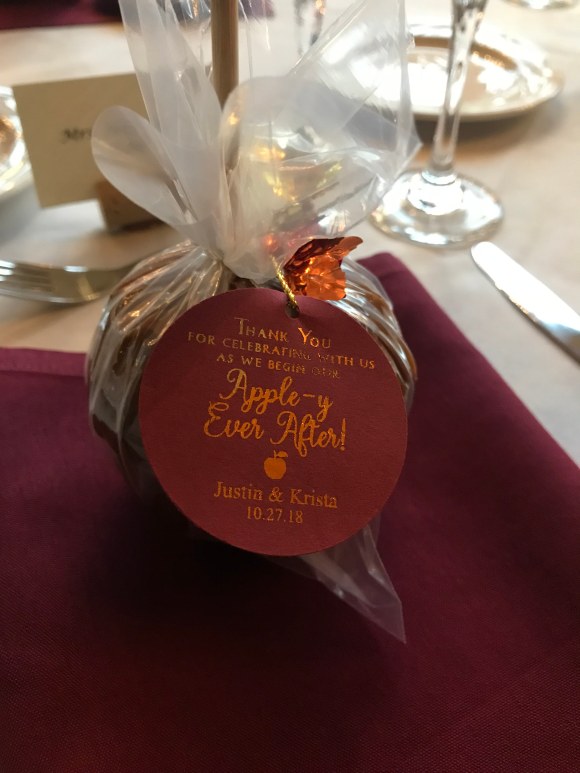 THANK YOU
FOR CELEBRATING WITH US
AS WE BEGIN OUR
Apple-y
Ever After!
Justin & Krista
10.27.18